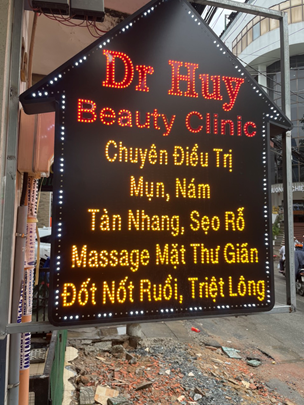 Dr Huy
Beauty Clinic
Chuyên Điều Trị
Mụn, Nám
Tàn Nhang, Sẹo Rỗ
Massage Mặt Thư Giãn
Đốt Nốt Ruồi, Triệt Lông